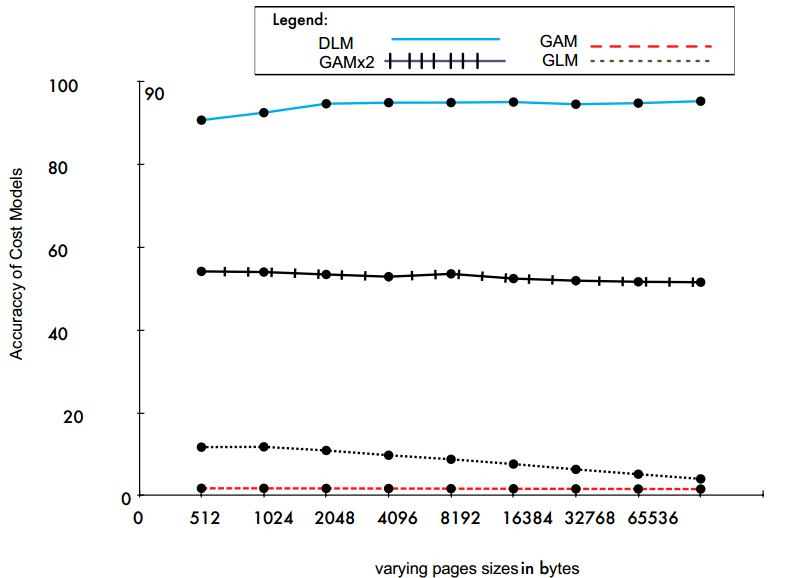 Legend:
DLM
GAM
GAMx2
GLM
100
90
80
60
40
20
0
Accuraccy of Cost Models
0 512 1024 2048 4096 8192 16384 32768 65536
varying pages sizes in bytes